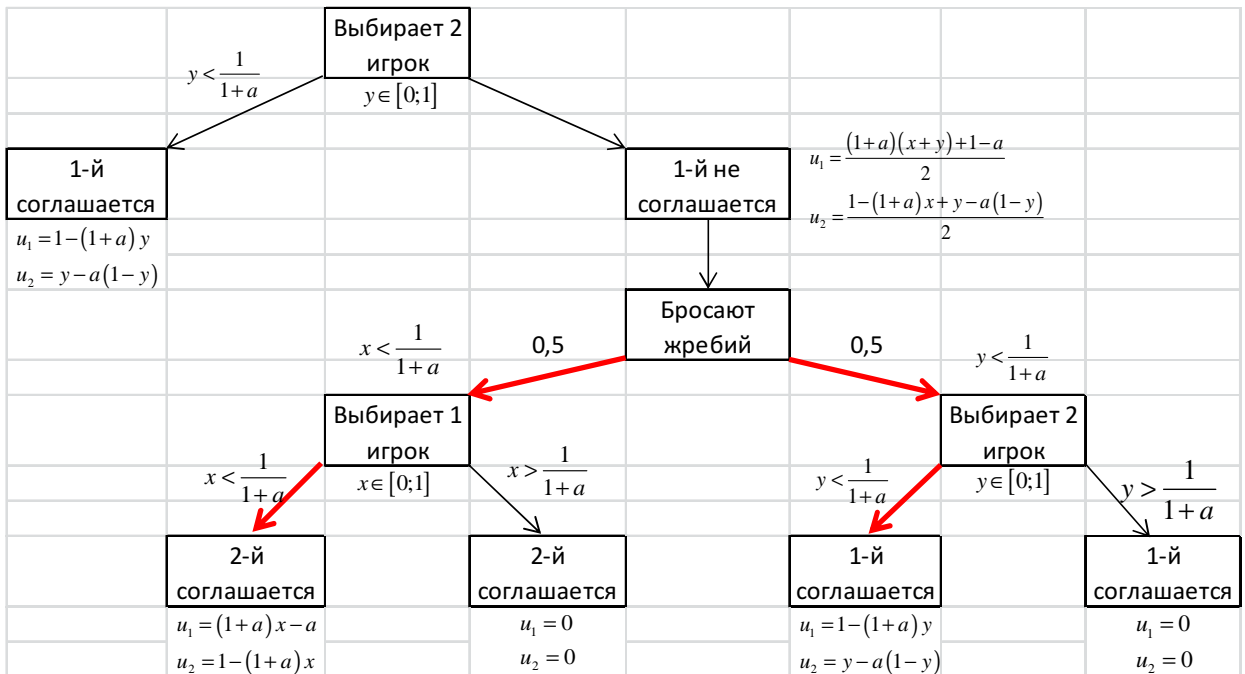 Выбирает 2
игрок
y < 1/(1+a)
y ∈ [0;1]
1-й
соглашается
u₁ = 1−(1+a)y
u₂ = y−a(1−y)
1-й не
соглашается
u₁ = ((1+a)(x+y)+1−a)/2
u₂ = (1−(1+a)x+y−a(1−y))/2
Бросают
жребий
x < 1/(1+a)
0,5
0,5
y < 1/(1+a)
Выбирает 1
игрок
x ∈ [0;1]
Выбирает 2
игрок
y ∈ [0;1]
x < 1/(1+a)
x > 1/(1+a)
y < 1/(1+a)
y > 1/(1+a)
2-й
соглашается
u₁ = (1+a)x−a
u₂ = 1−(1+a)x
2-й
соглашается
u₁ = 0
u₂ = 0
1-й
соглашается
u₁ = 1−(1+a)y
u₂ = y−a(1−y)
1-й
соглашается
u₁ = 0
u₂ = 0